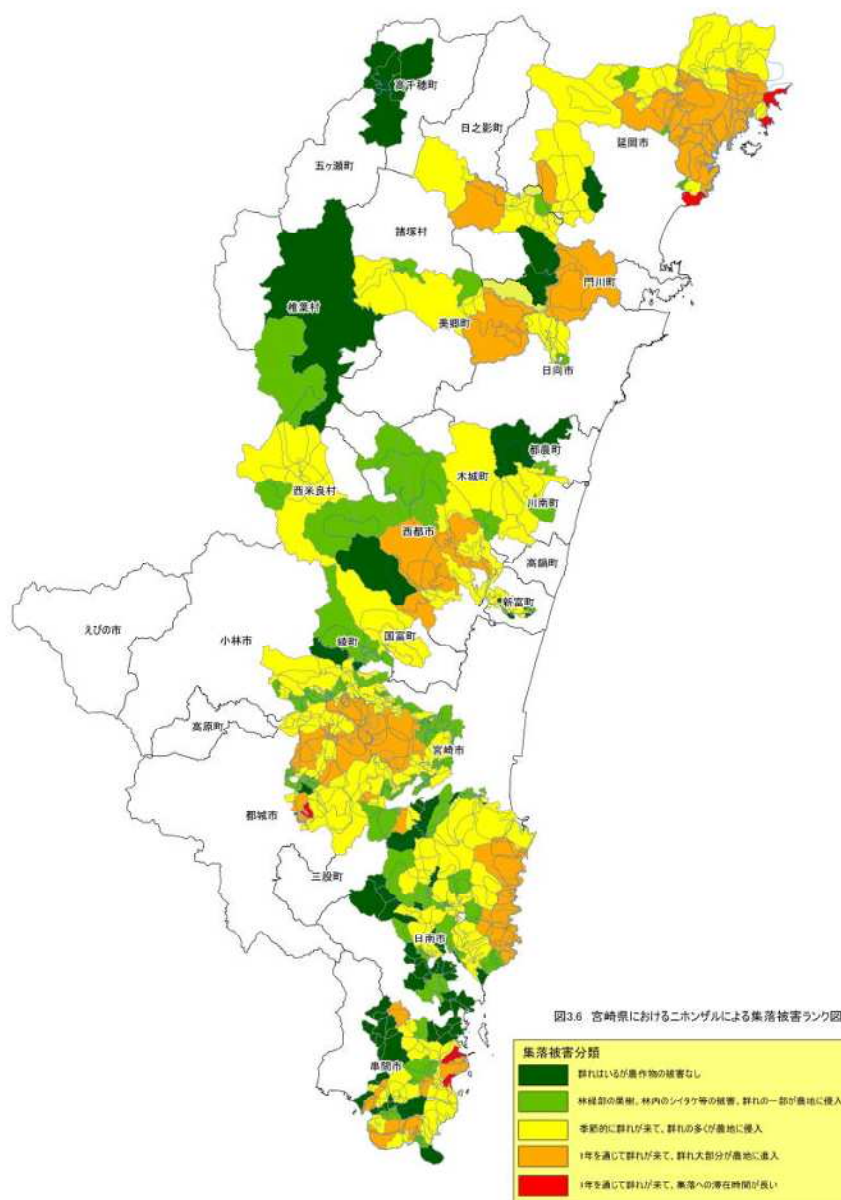 高千穂町
日之影町
延岡市
五ヶ瀬町
諸塚村
門川町
椎葉村
美郷町
日向市
都農町
木城町
西米良村
川南町
西都市
高鍋町
新富町
えびの市
小林市
綾町
国富町
高原町
宮崎市
都城市
三股町
日南市
串間市
図3.6 宮崎県におけるニホンザルによる集落被害ランク図
集落被害分類
群れはいるが農作物の被害なし
林縁部の果樹、林内のシイタケ等の被害、群れの一部が農地に侵入
季節的に群れが来て、群れの多くが農地に侵入
1年を通じて群れが来て、群れ大部分が農地に進入
1年を通じて群れが来て、集落への滞在時間が長い